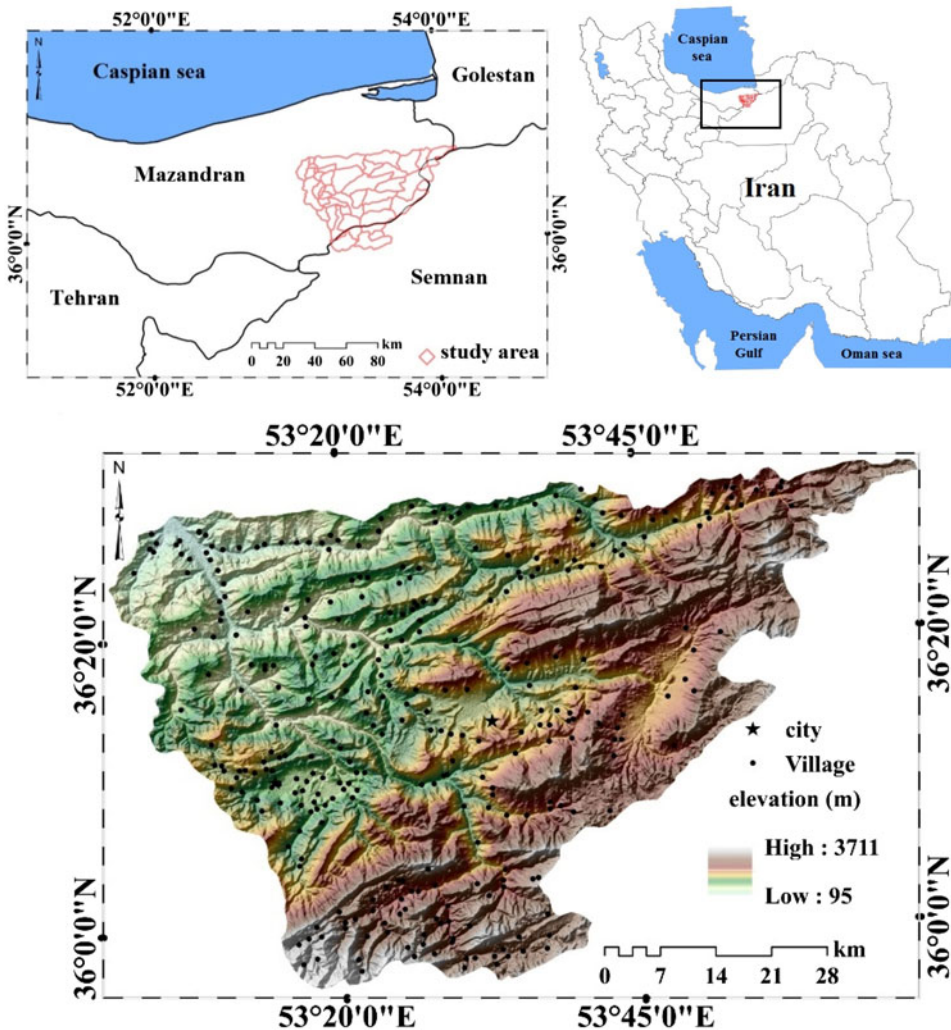 52°0'0"E
54°0'0"E
N
Caspian sea
Golestan
Mazandran
36°0'0"N
36°0'0"N
Tehran
Semnan
km
0 20 40 60 80
study area
52°0'0"E
54°0'0"E
Caspian
sea
Iran
Persian
Gulf
Oman sea
53°20'0"E
53°45'0"E
N
36°20'0"N
36°20'0"N
city
Village
elevation (m)
High : 3711
Low : 95
36°0'0"N
36°0'0"N
km
0 3.5 7 14 21 28
53°20'0"E
53°45'0"E